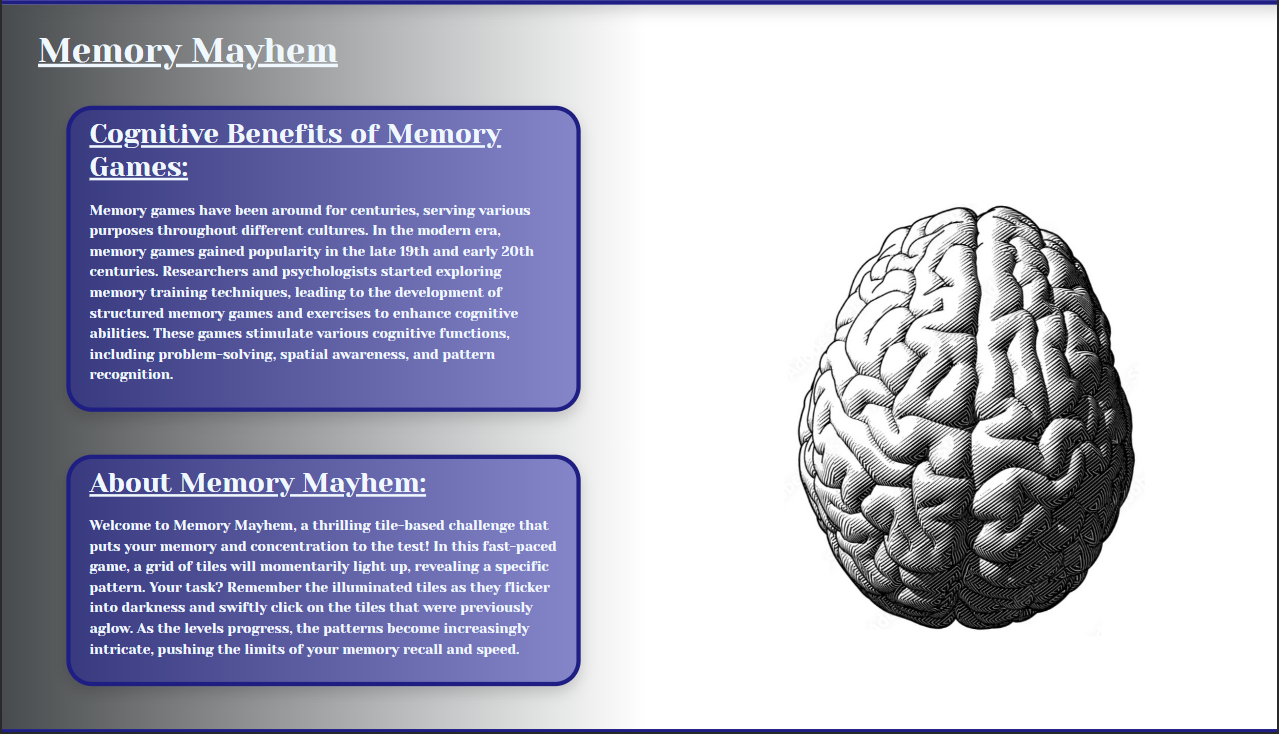 Memory Mayhem
Cognitive Benefits of Memory
Games:
Memory games have been around for centuries, serving various
purposes throughout different cultures. In the modern era,
memory games gained popularity in the late 19th and early 20th
centuries. Researchers and psychologists started exploring
memory training techniques, leading to the development of
structured memory games and exercises to enhance cognitive
abilities. These games stimulate various cognitive functions,
including problem-solving, spatial awareness, and pattern
recognition.
About Memory Mayhem:
Welcome to Memory Mayhem, a thrilling tile-based challenge that
puts your memory and concentration to the test! In this fast-paced
game, a grid of tiles will momentarily light up, revealing a specific
pattern. Your task? Remember the illuminated tiles as they flicker
into darkness and swiftly click on the tiles that were previously
aglow. As the levels progress, the patterns become increasingly
intricate, pushing the limits of your memory recall and speed.